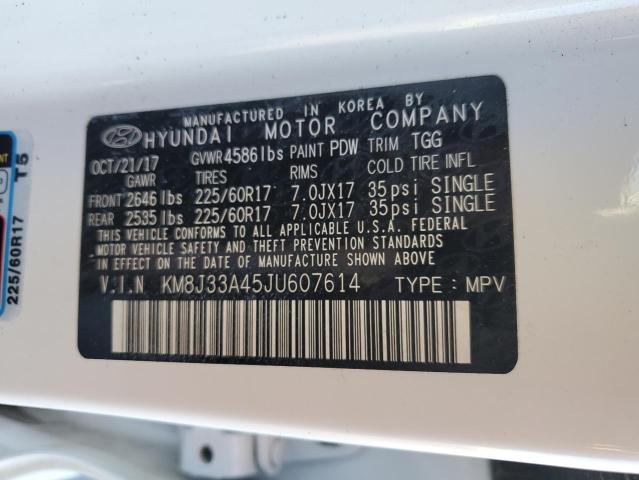 MANUFACTURED IN KOREA BY
HYUNDAI MOTOR COMPANY
OCT/21/17 GVWR 4586lbs PAINT PDW TRIM TGG
GAWR TIRES RIMS COLD TIRE INFL
FRONT 2646 lbs 225/60R17 7.0JX17 35psi SINGLE
REAR 2535 lbs 225/60R17 7.0JX17 35psi SINGLE
THIS VEHICLE CONFORMS TO ALL APPLICABLE U.S.A. FEDERAL
MOTOR VEHICLE SAFETY, BUMPER, AND THEFT PREVENTION STANDARDS
IN EFFECT ON THE DATE OF MANUFACTURE SHOWN ABOVE.
V.I.N KM8J33A45JU607614 TYPE : MPV
225/60R17 T5